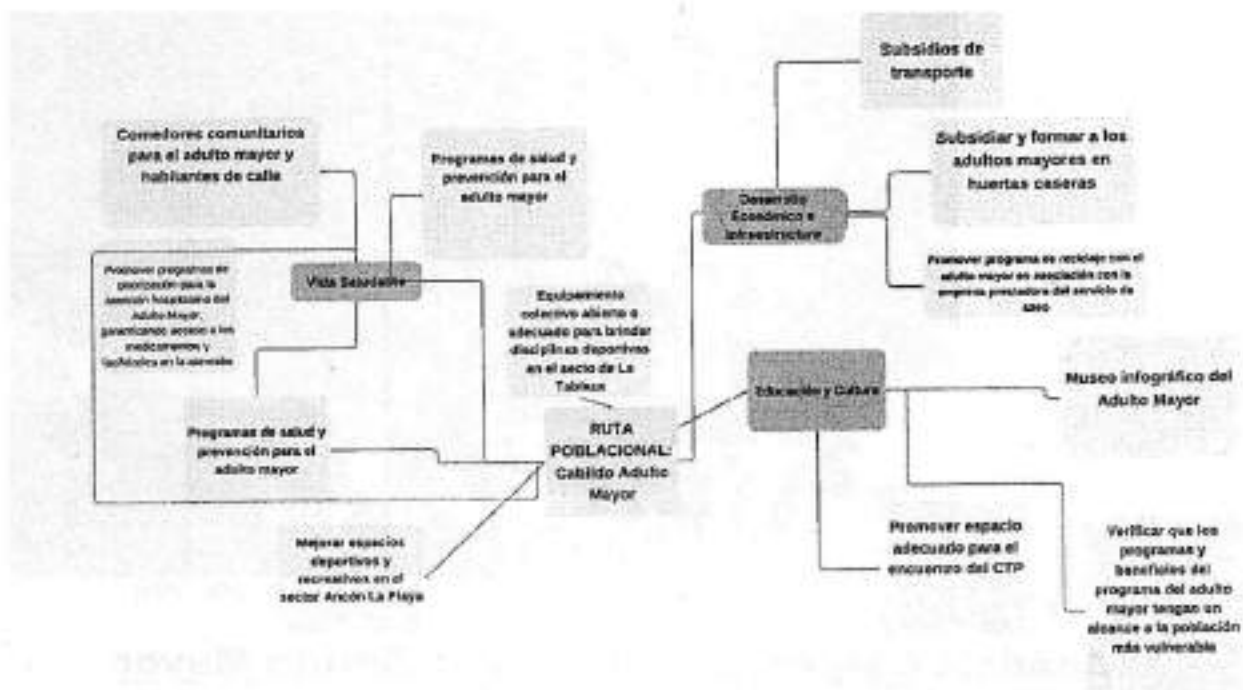 Subsidios de
transporte
Comedores comunitarios
para el adulto mayor y
habitantes de calle
Programas de salud y
prevención para el
adulto mayor
Subsidiar y formar a los
adultos mayores en
huertas caseras
Desarrollo
Económico e
Infraestructura
Promover programa de reciclaje con el
adulto mayor en asociación con la
empresa prestadora del servicio de
aseo
Promover programas de
priorización para la
atención hospitalaria del
Adulto Mayor,
garantizando acceso a los
medicamentos y
facilidades en la atención
Vida Saludable
Equipamiento
colectivo abierto o
adecuado para brindar
disciplinas deportivas
en el secto de La
Tablaza
Educación y Cultura
Museo infográfico del
Adulto Mayor
RUTA
POBLACIONAL:
Cabildo Adulto
Mayor
Programas de salud y
prevención para el
adulto mayor
Mejorar espacios
deportivos y
recreativos en el
sector Ancón La Playa
Promover espacio
adecuado para el
encuentro del CTP
Verificar que los
programas y
beneficios del
programa del adulto
mayor tengan un
alcance a la población
más vulnerable